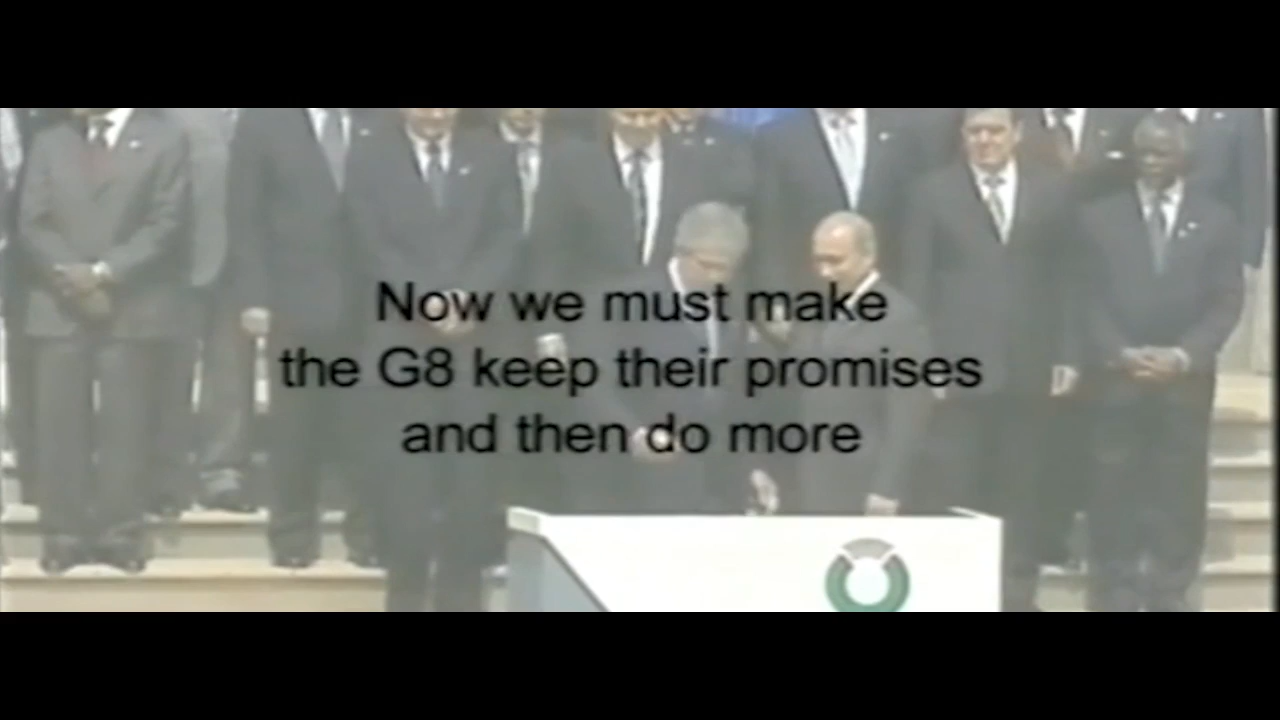 Now we must make
the G8 keep their promises
and then do more